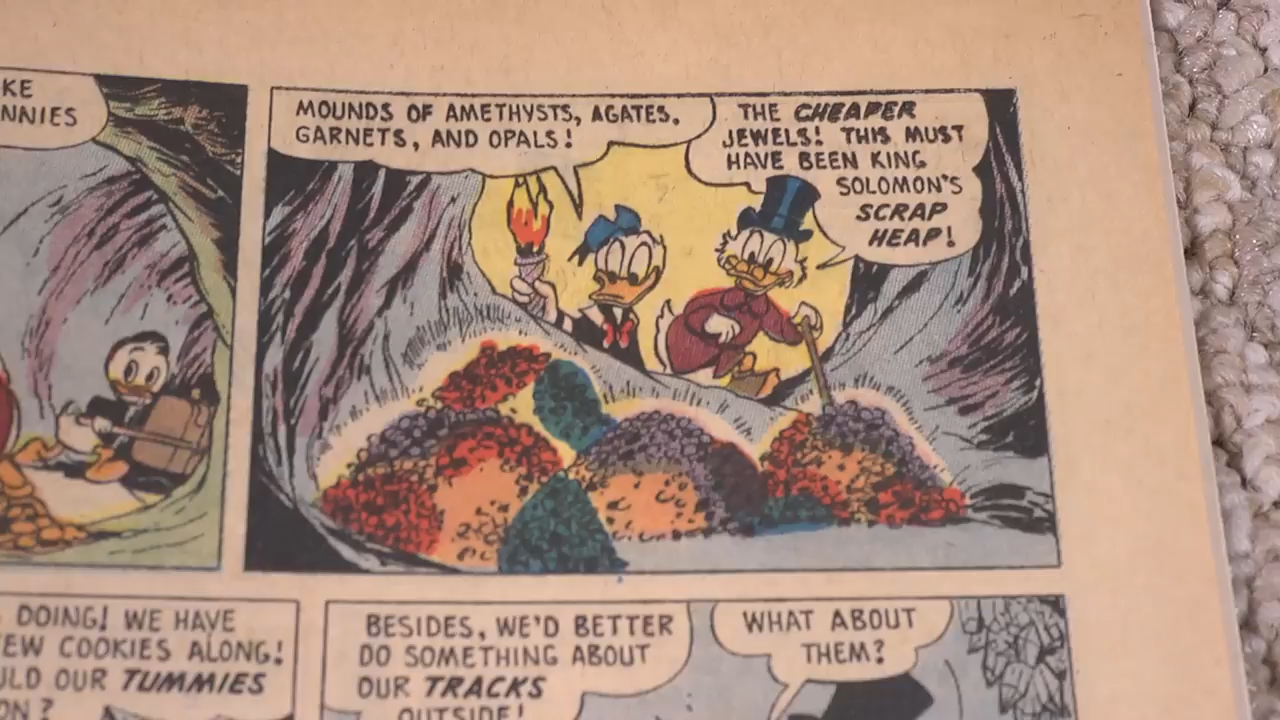 KE
NNIES
MOUNDS OF AMETHYSTS, AGATES,
GARNETS, AND OPALS!
THE CHEAPER
JEWELS! THIS MUST
HAVE BEEN KING
SOLOMON'S
SCRAP
HEAP!
DOING! WE HAVE
EW COOKIES ALONG!
ULD OUR TUMMIES
ON?
BESIDES, WE'D BETTER
DO SOMETHING ABOUT
OUR TRACKS
OUTSIDE!
WHAT ABOUT
THEM?